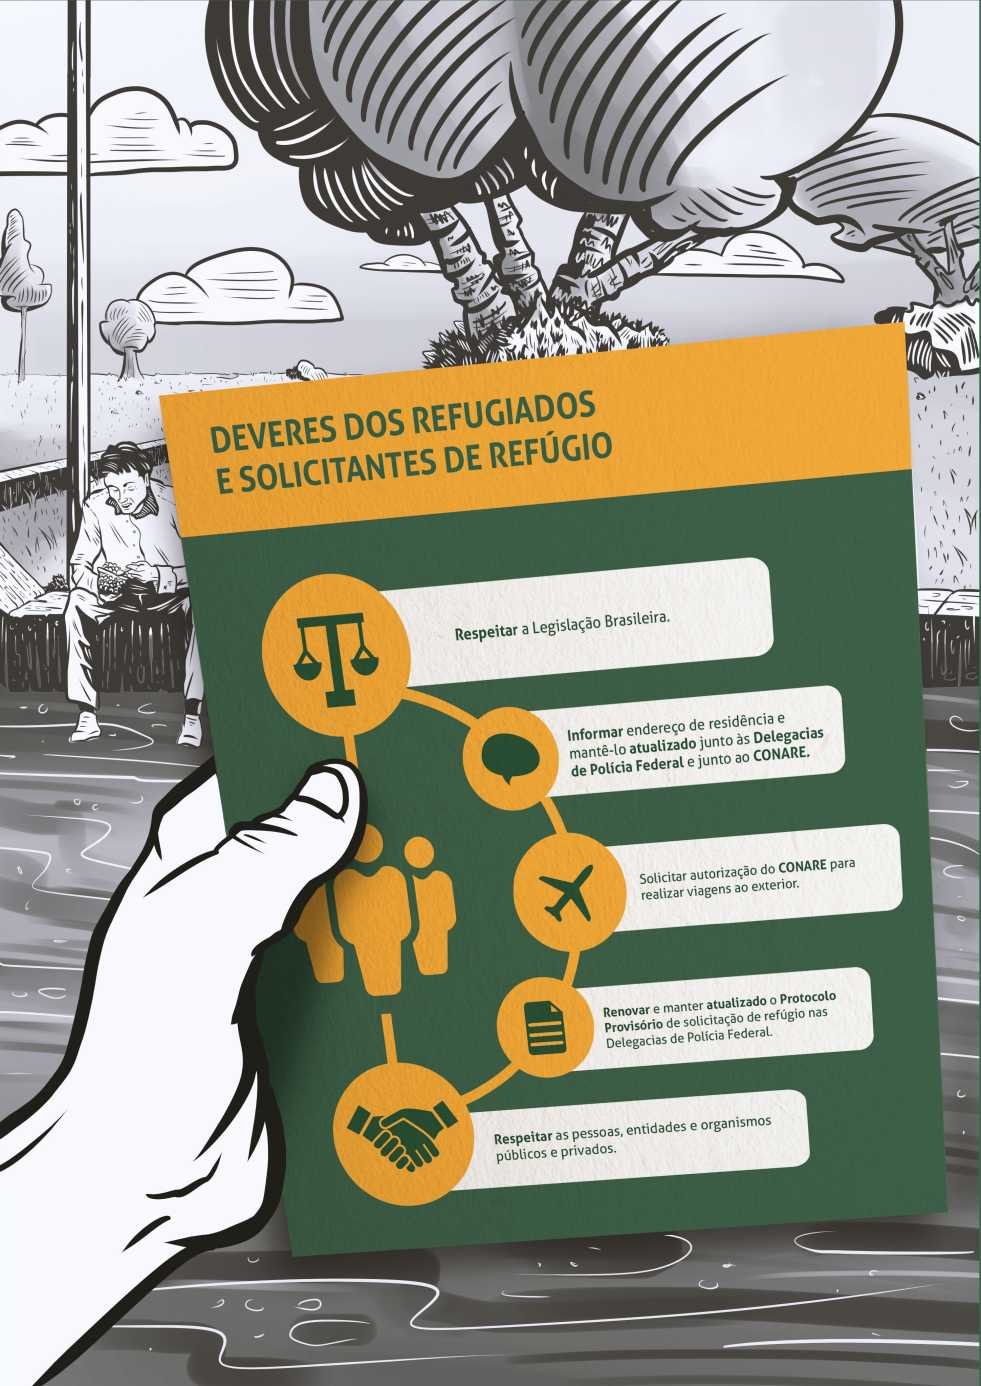 DEVERES DOS REFUGIADOS
E SOLICITANTES DE REFÚGIO
Respeitar a Legislação Brasileira.
Informar endereço de residência e
mantê-lo atualizado junto às Delegacias
de Polícia Federal e junto ao CONARE.
Solicitar autorização do CONARE para
realizar viagens ao exterior.
Renovar e manter atualizado o Protocolo
Provisório de solicitação de refúgio nas
Delegacias de Polícia Federal.
Respeitar as pessoas, entidades e organismos
públicos e privados.